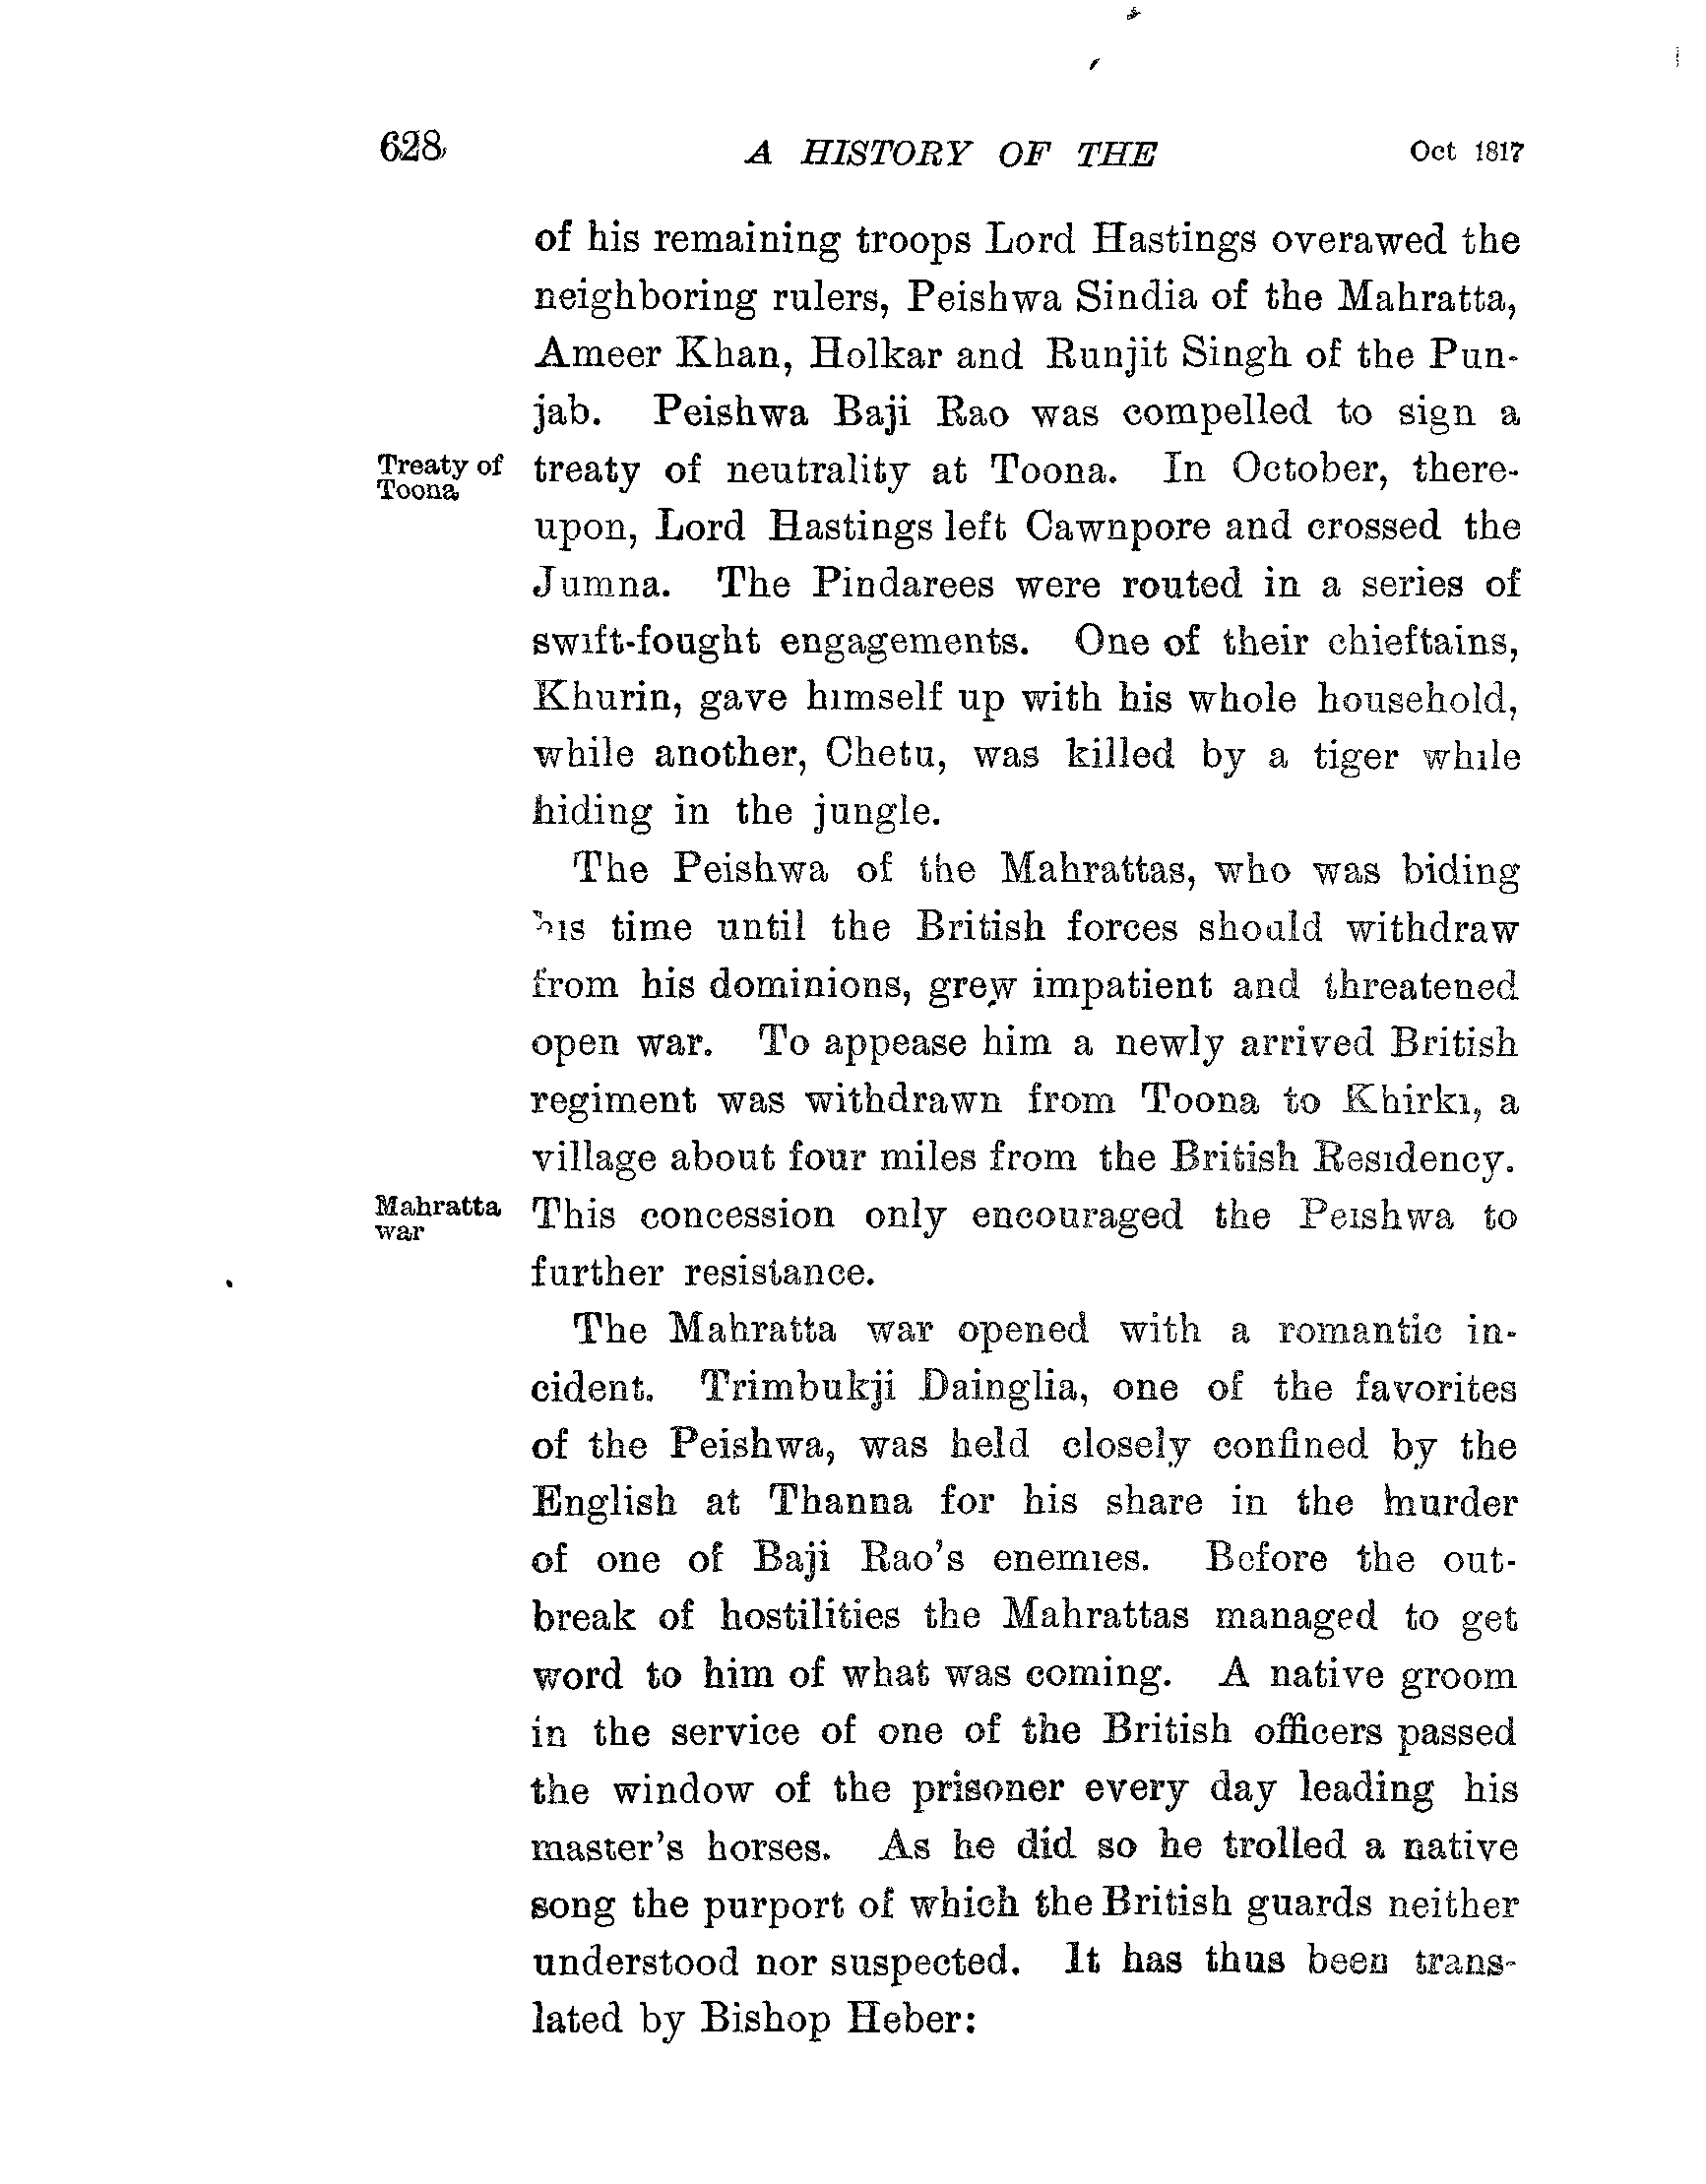 628
A HISTORY OF THE
Oct 1817
of his remaining troops Lord Hastings overawed the
neighboring rulers, Peishwa Sindia of the Mahratta,
Ameer Khan, Holkar and Runjit Singh of the Pun-
jab. Peishwa Baji Rao was compelled to sign a
Treaty of
Toona
treaty of neutrality at Toona. In October, there-
upon, Lord Hastings left Cawnpore and crossed the
Jumna. The Pindarees were routed in a series of
swift-fought engagements. One of their chieftains,
Khurin, gave himself up with his whole household,
while another, Chetu, was killed by a tiger while
hiding in the jungle.
The Peishwa of the Mahrattas, who was biding
his time until the British forces should withdraw
from his dominions, grew impatient and threatened
open war. To appease him a newly arrived British
regiment was withdrawn from Toona to Khirki, a
village about four miles from the British Residency.
Mahratta
war
This concession only encouraged the Peishwa to
further resistance.
The Mahratta war opened with a romantic in-
cident. Trimbukji Dainglia, one of the favorites
of the Peishwa, was held closely confined by the
English at Thanna for his share in the murder
of one of Baji Rao's enemies. Before the out-
break of hostilities the Mahrattas managed to get
word to him of what was coming. A native groom
in the service of one of the British officers passed
the window of the prisoner every day leading his
master's horses. As he did so he trolled a native
song the purport of which the British guards neither
understood nor suspected. It has thus been trans-
lated by Bishop Heber: